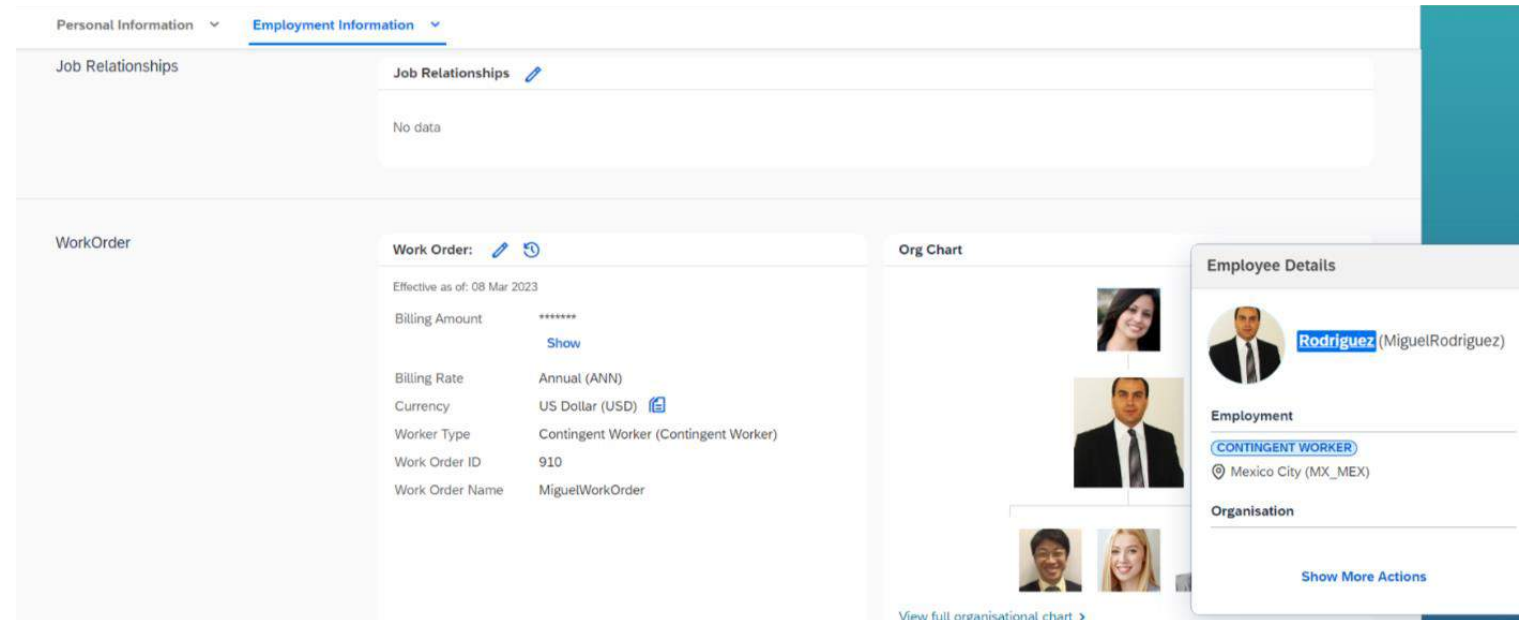 Personal Information
Employment Information
Job Relationships
Job Relationships
No data
WorkOrder
Work Order:
Effective as of: 08 Mar 2023
Billing Amount *******
Show
Billing Rate Annual (ANN)
Currency US Dollar (USD)
Worker Type Contingent Worker (Contingent Worker)
Work Order ID 910
Work Order Name MiguelWorkOrder
Org Chart
View full organisational chart >
Employee Details
Rodriguez (MiguelRodriguez)
Employment
CONTINGENT WORKER
Mexico City (MX_MEX)
Organisation
Show More Actions